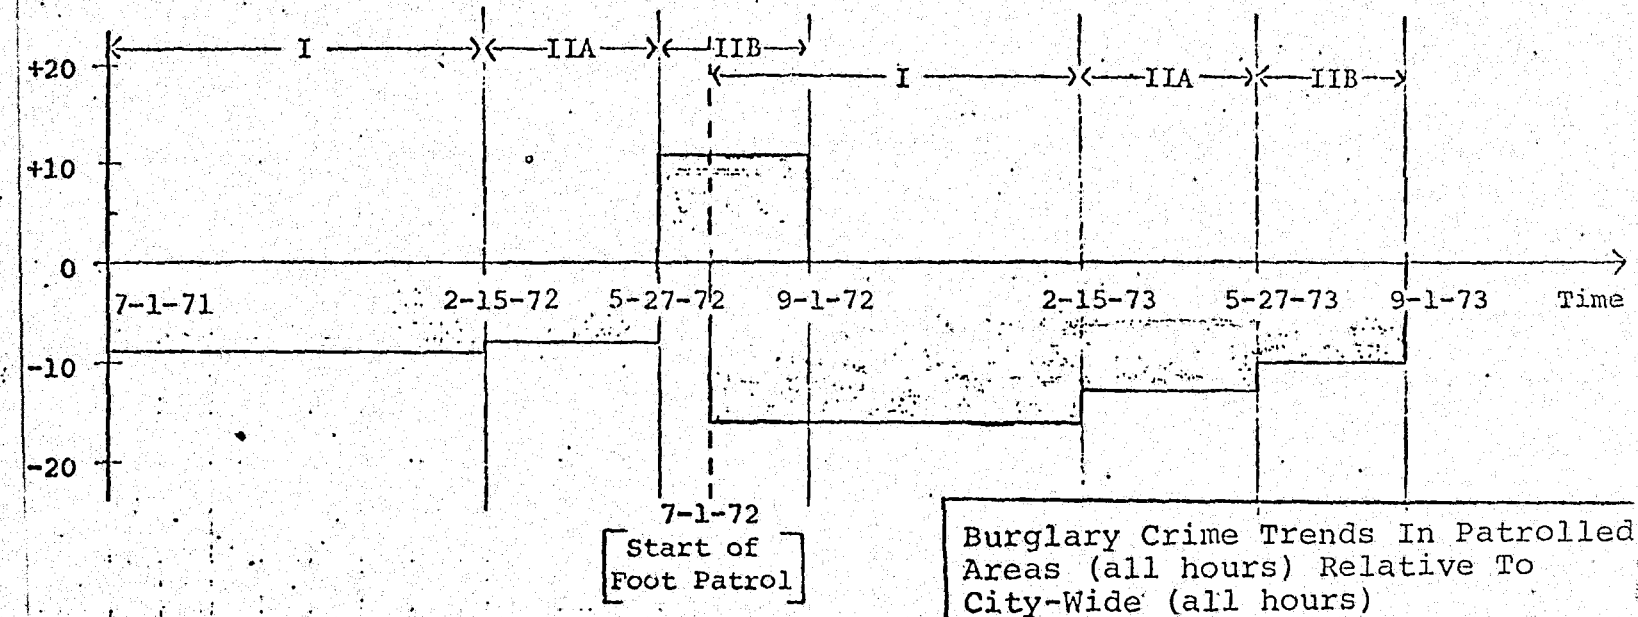 I IIA IIB
+20
I IIA IIB
+10
0
7-1-71 2-15-72 5-27-72 9-1-72 2-15-73 5-27-73 9-1-73 Time
-10
-20
7-1-72
Start of
Foot Patrol
Burglary Crime Trends In Patrolled
Areas (all hours) Relative To
City-Wide (all hours)